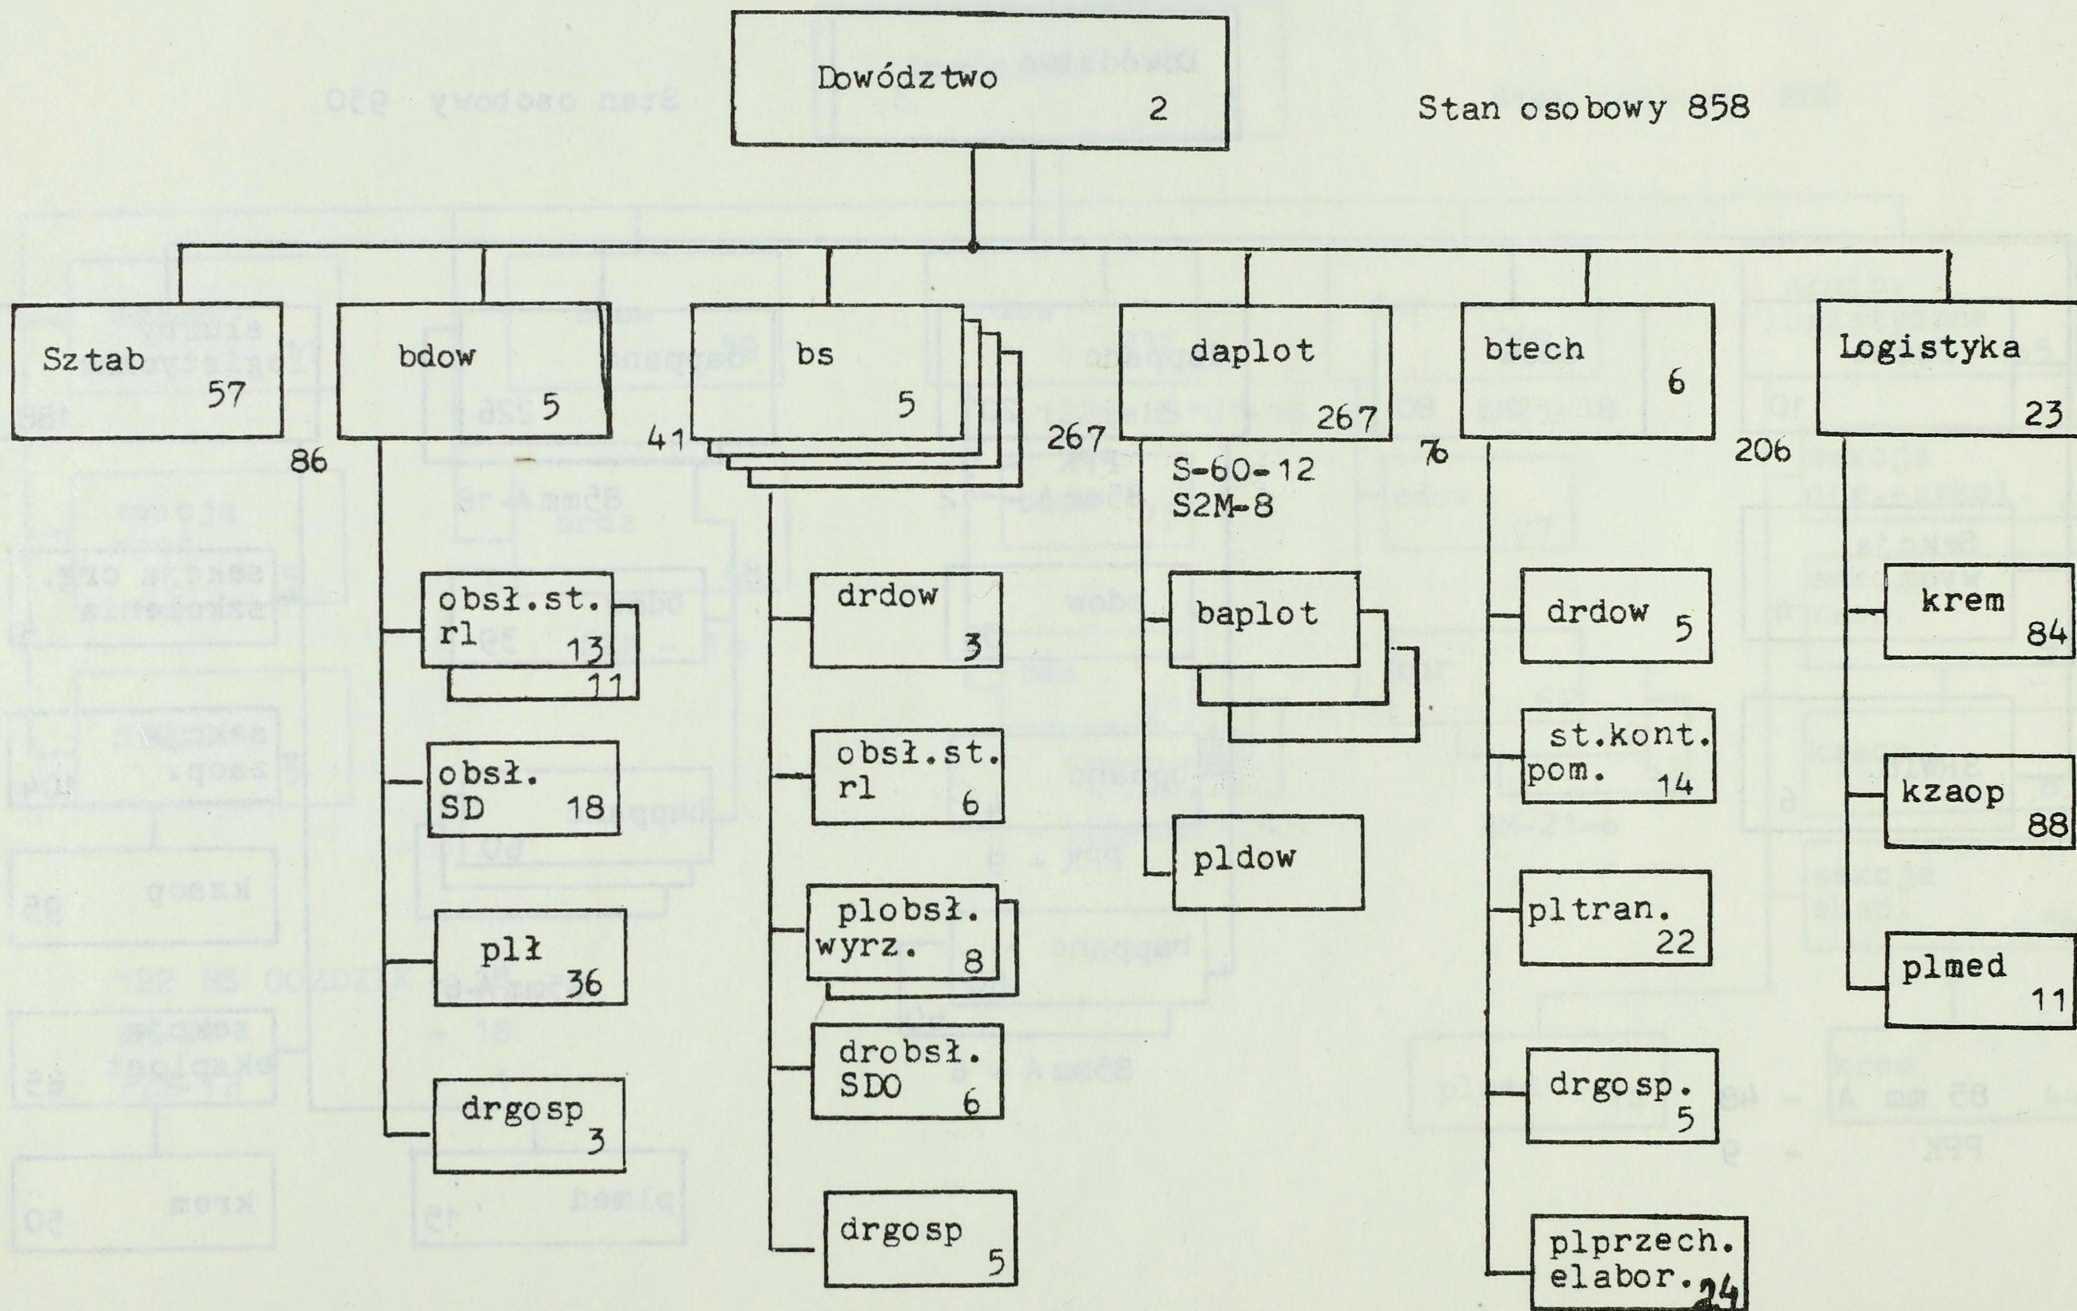 Dowództwo
2
Stan osobowy 858
Sztab
57
86
bdow
5
41
bs
5
267
daplot
267
S-60-12
S2M-8
76
btech
6
206
Logistyka
23
obsł.st.
rl
13
11
obsł.
SD 18
plł
36
drgosp
3
drdow
3
obsł.st.
rl
6
plobsł.
wyrz.
8
drobsł.
SDO
6
drgosp
5
baplot
pldow
drdow 5
st.kont.
pom.
14
pltran.
22
drgosp.
5
plprzech.
elabor. 24
krem
84
kzaop
88
plmed
11